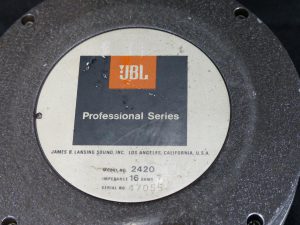 JBL
Professional Series
JAMES B. LANSING SOUND, INC. LOS ANGELES, CALIFORNIA, U.S.A.
MODEL NO. 2420
IMPEDANCE 16 OHMS
SERIAL NO. 47055